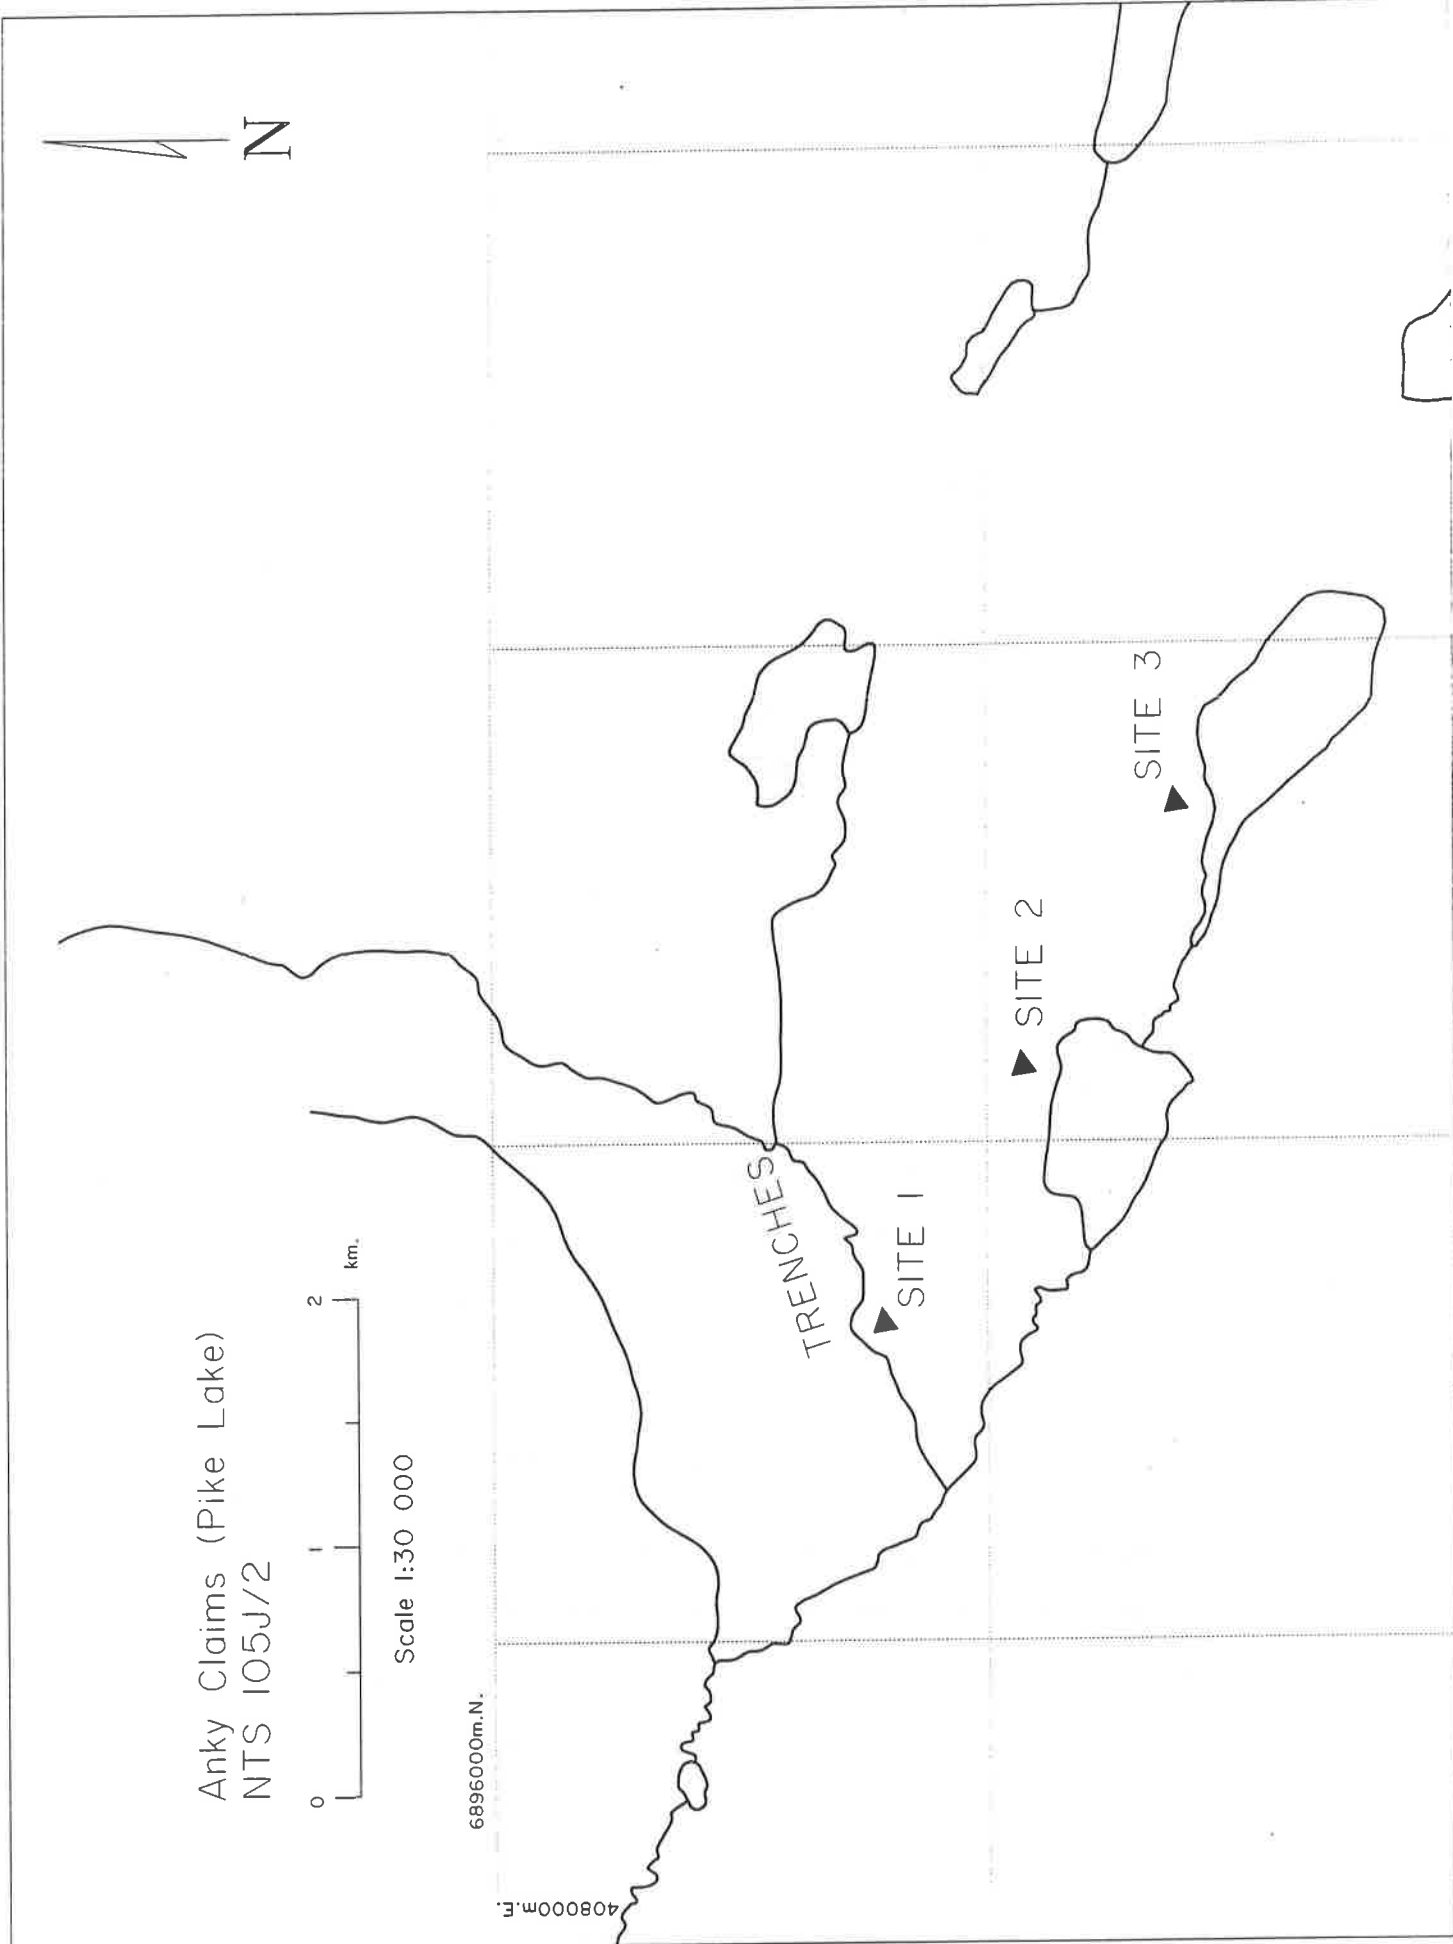 Anky Claims (Pike Lake)
NTS 105J/2
0 1 2 km.
Scale 1:30 000
N
6896000m.N.
408000m.E.
TRENCHES
SITE 1
SITE 2
SITE 3